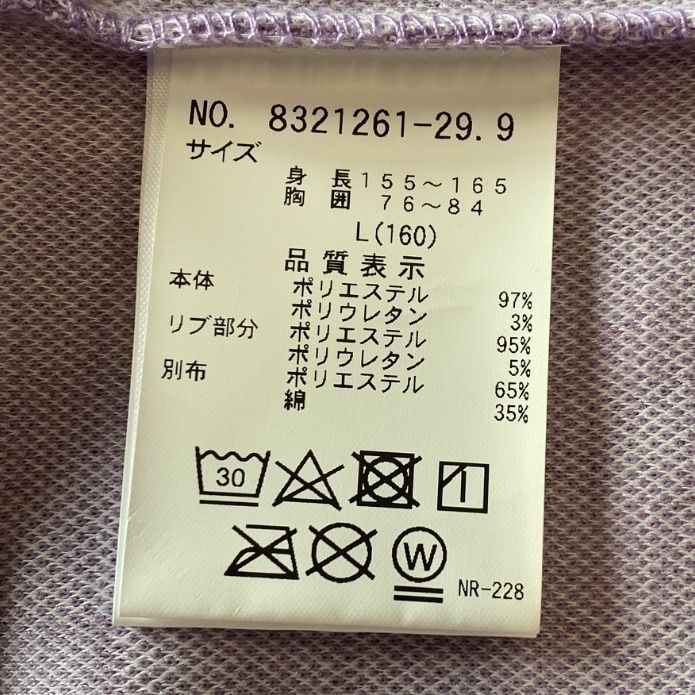 NO. 8321261-29.9
サイズ
身長155～165
胸囲 76～84
L(160)
品質表示
本体 ポリエステル 97%
ポリウレタン 3%
リブ部分 ポリエステル 95%
ポリウレタン 5%
別布 ポリエステル 65%
綿 35%
30
W
NR-228